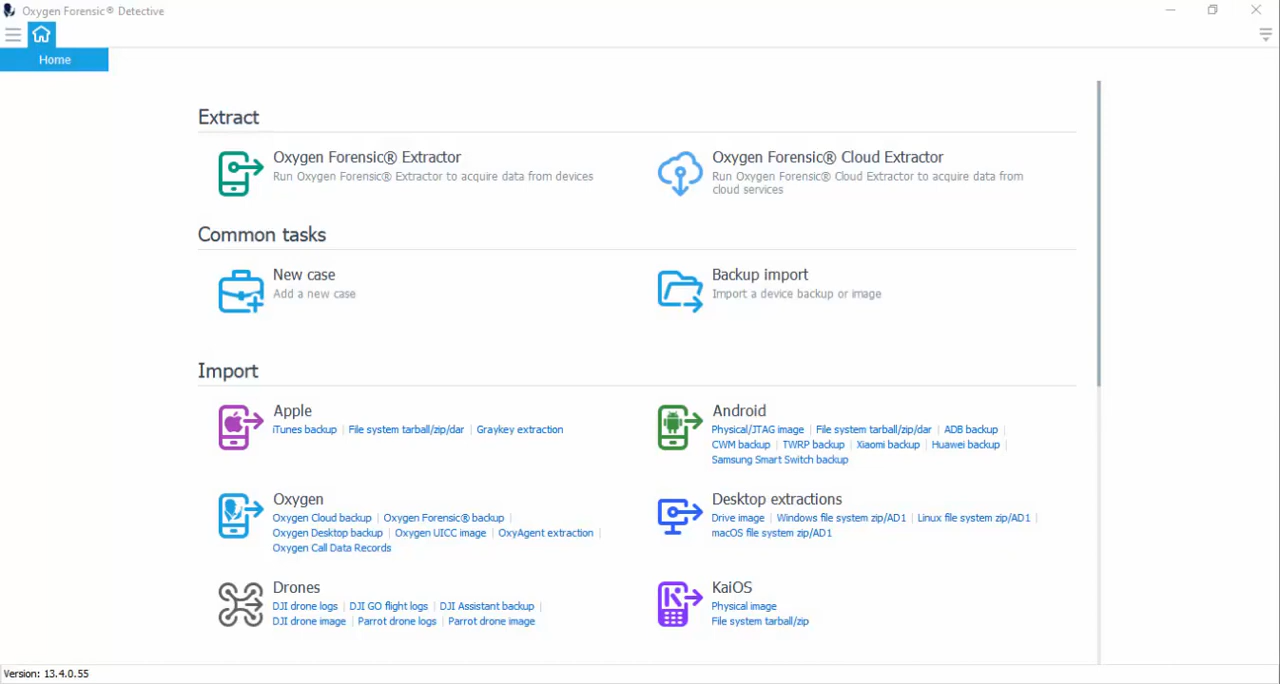 Oxygen Forensic® Detective
Home
Extract
Oxygen Forensic® Extractor
Run Oxygen Forensic® Extractor to acquire data from devices
Oxygen Forensic® Cloud Extractor
Run Oxygen Forensic® Cloud Extractor to acquire data from
cloud services
Common tasks
New case
Add a new case
Backup import
Import a device backup or image
Import
Apple
iTunes backup | File system tarball/zip/dar | Graykey extraction
Android
Physical/JTAG image | File system tarball/zip/dar | ADB backup
CWM backup | TWRP backup | Xiaomi backup | Huawei backup
Samsung Smart Switch backup
Oxygen
Oxygen Cloud backup | Oxygen Forensic® backup |
Oxygen Desktop backup | Oxygen UICC image | OxyAgent extraction
Oxygen Call Data Records
Desktop extractions
Drive image | Windows file system zip/AD1 | Linux file system zip/AD1 |
macOS file system zip/AD1
Drones
DJI drone logs | DJI GO flight logs | DJI Assistant backup |
DJI drone image | Parrot drone logs | Parrot drone image
KaiOS
Physical image
File system tarball/zip
Version: 13.4.0.55